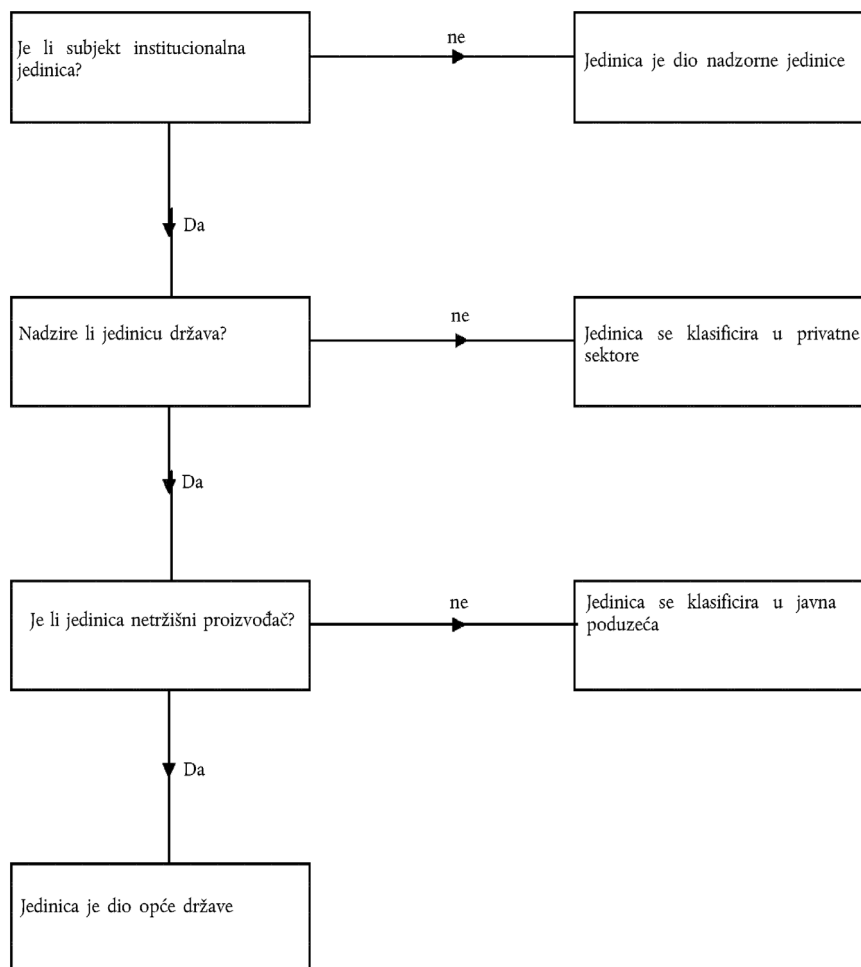 Je li subjekt institucionalna
jedinica?
ne
Jedinica je dio nadzorne jedinice
Da
Nadzire li jedinicu država?
ne
Jedinica se klasificira u privatne
sektore
Da
Je li jedinica netržišni proizvođač?
ne
Jedinica se klasificira u javna
poduzeća
Da
Jedinica je dio opće države